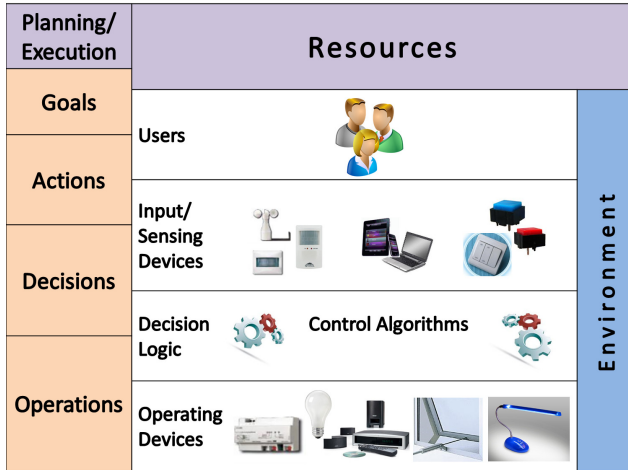 Planning/
Execution
Resources
Goals
Users
Actions
Input/
Sensing
Devices
Decisions
Decision
Logic
Control Algorithms
Operations
Operating
Devices
Environment